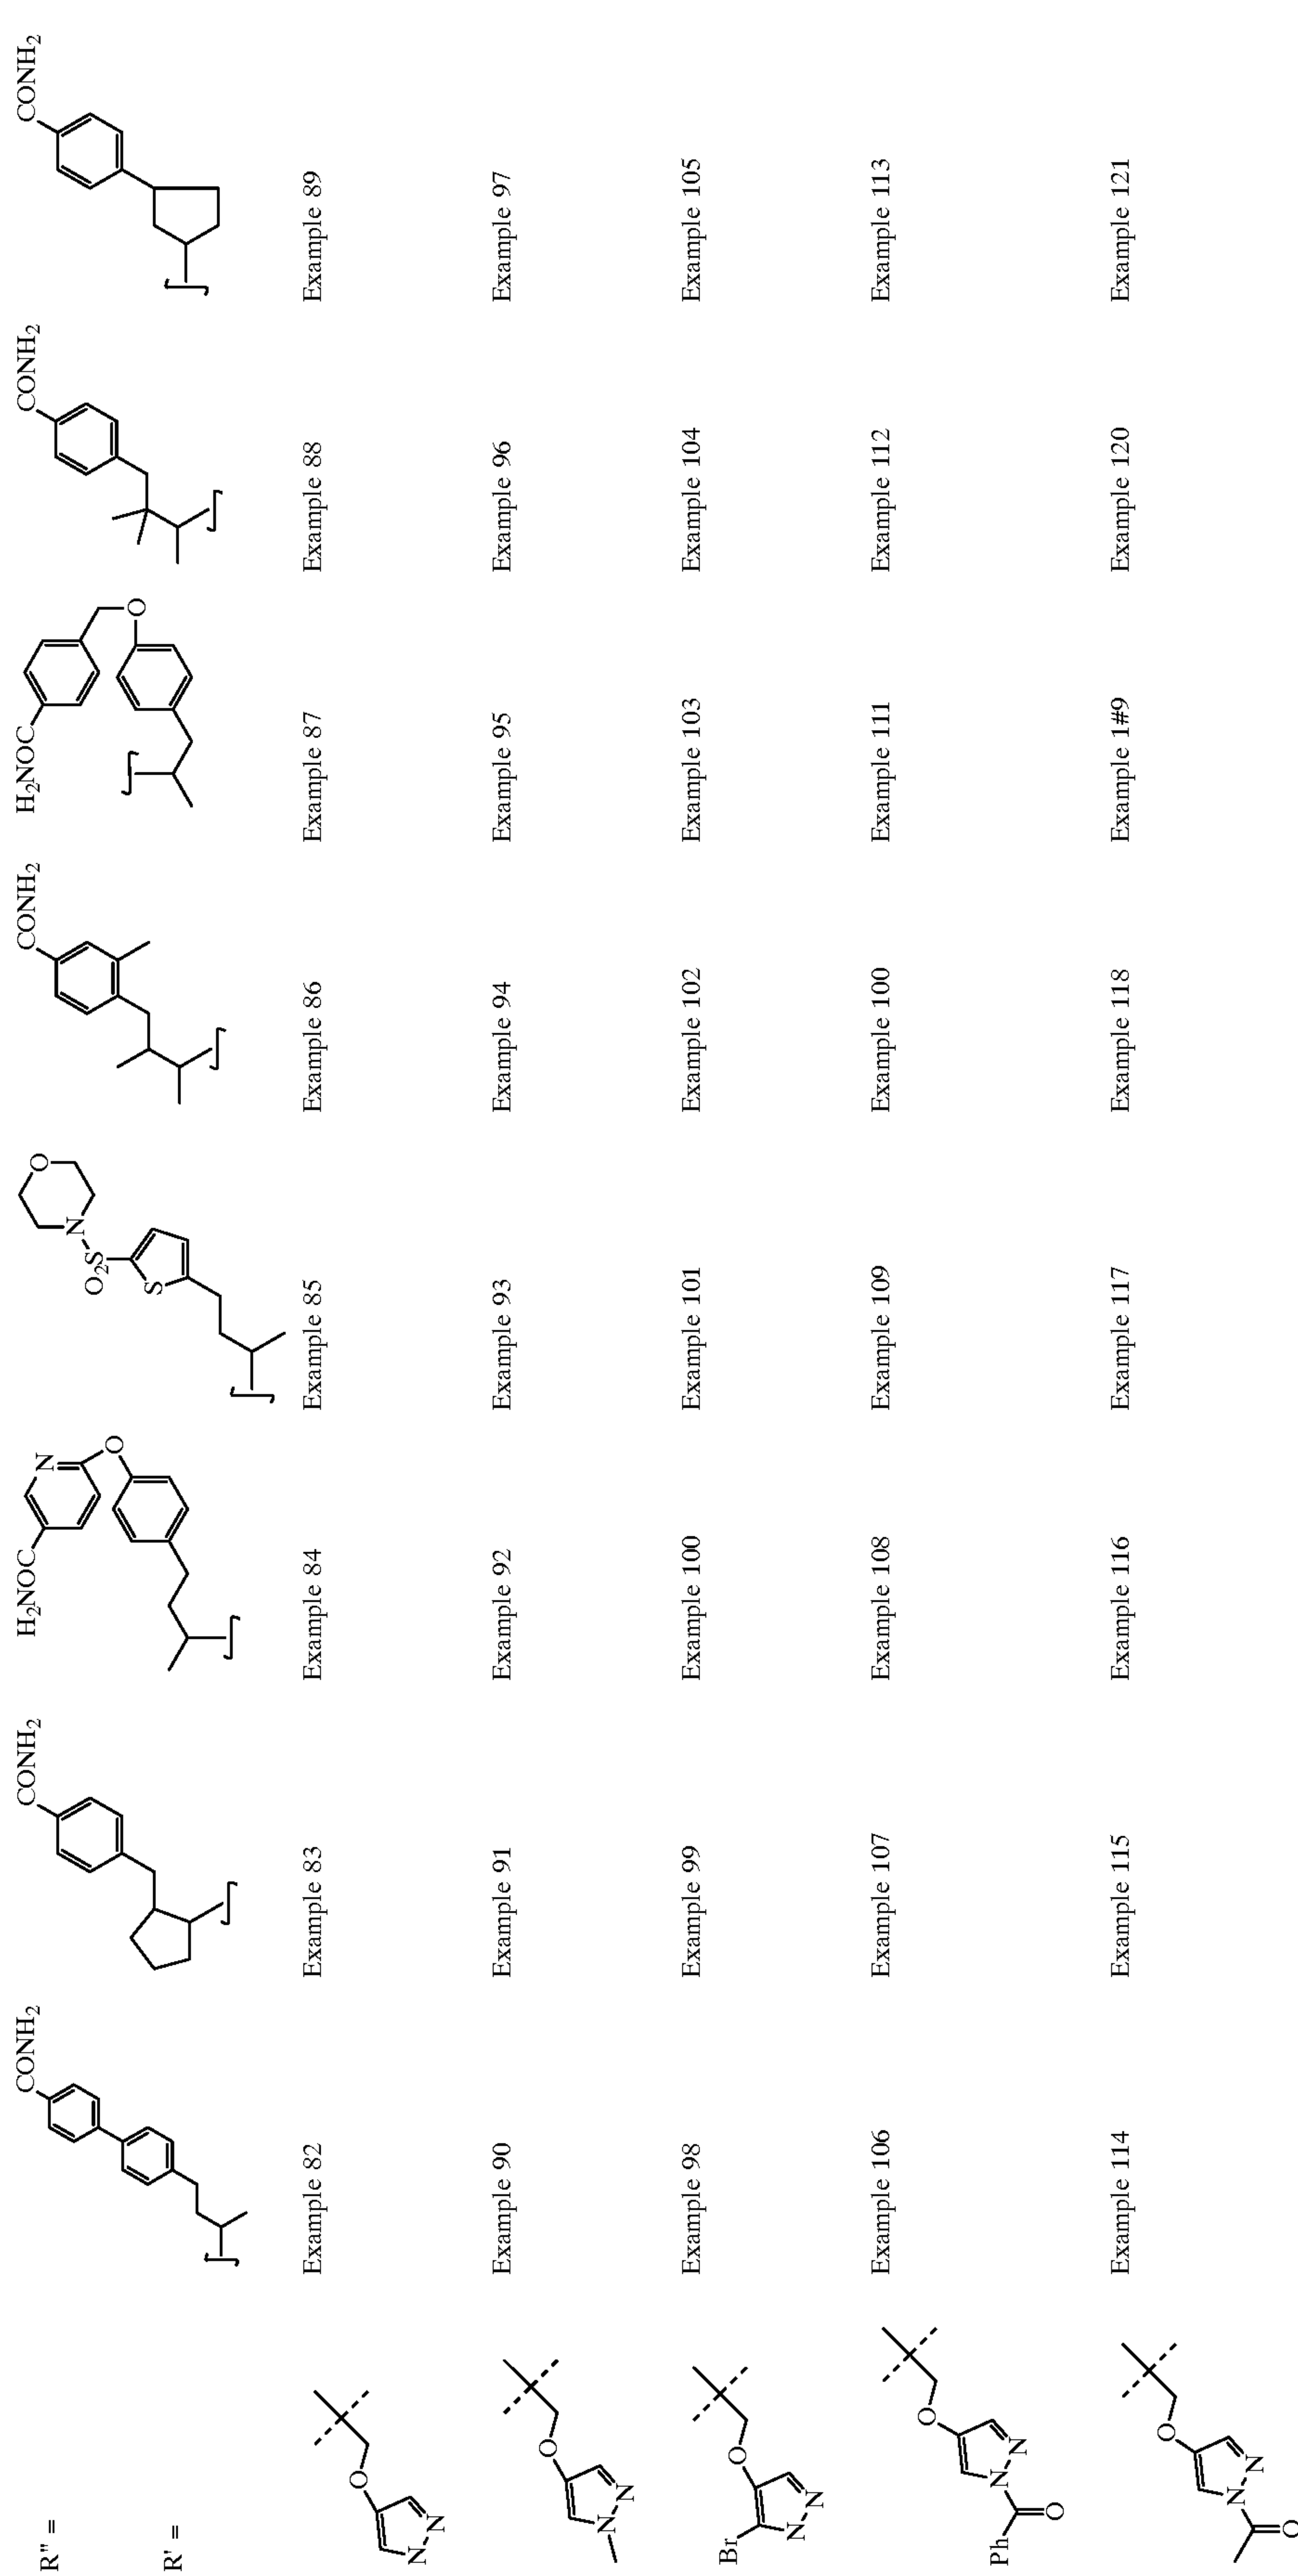 R" =
CONH2
CONH2
H2NOC
N
O
O
N
S
O2
S
CONH2
H2NOC
O
CONH2
CONH2
R' =
O
N
N
Example 82
Example 83
Example 84
Example 85
Example 86
Example 87
Example 88
Example 89
O
N
N
Example 90
Example 91
Example 92
Example 93
Example 94
Example 95
Example 96
Example 97
O
Br
N
N
Example 98
Example 99
Example 100
Example 101
Example 102
Example 103
Example 104
Example 105
O
N
N
Ph
O
Example 106
Example 107
Example 108
Example 109
Example 100
Example 111
Example 112
Example 113
O
N
N
O
Example 114
Example 115
Example 116
Example 117
Example 118
Example 1#9
Example 120
Example 121